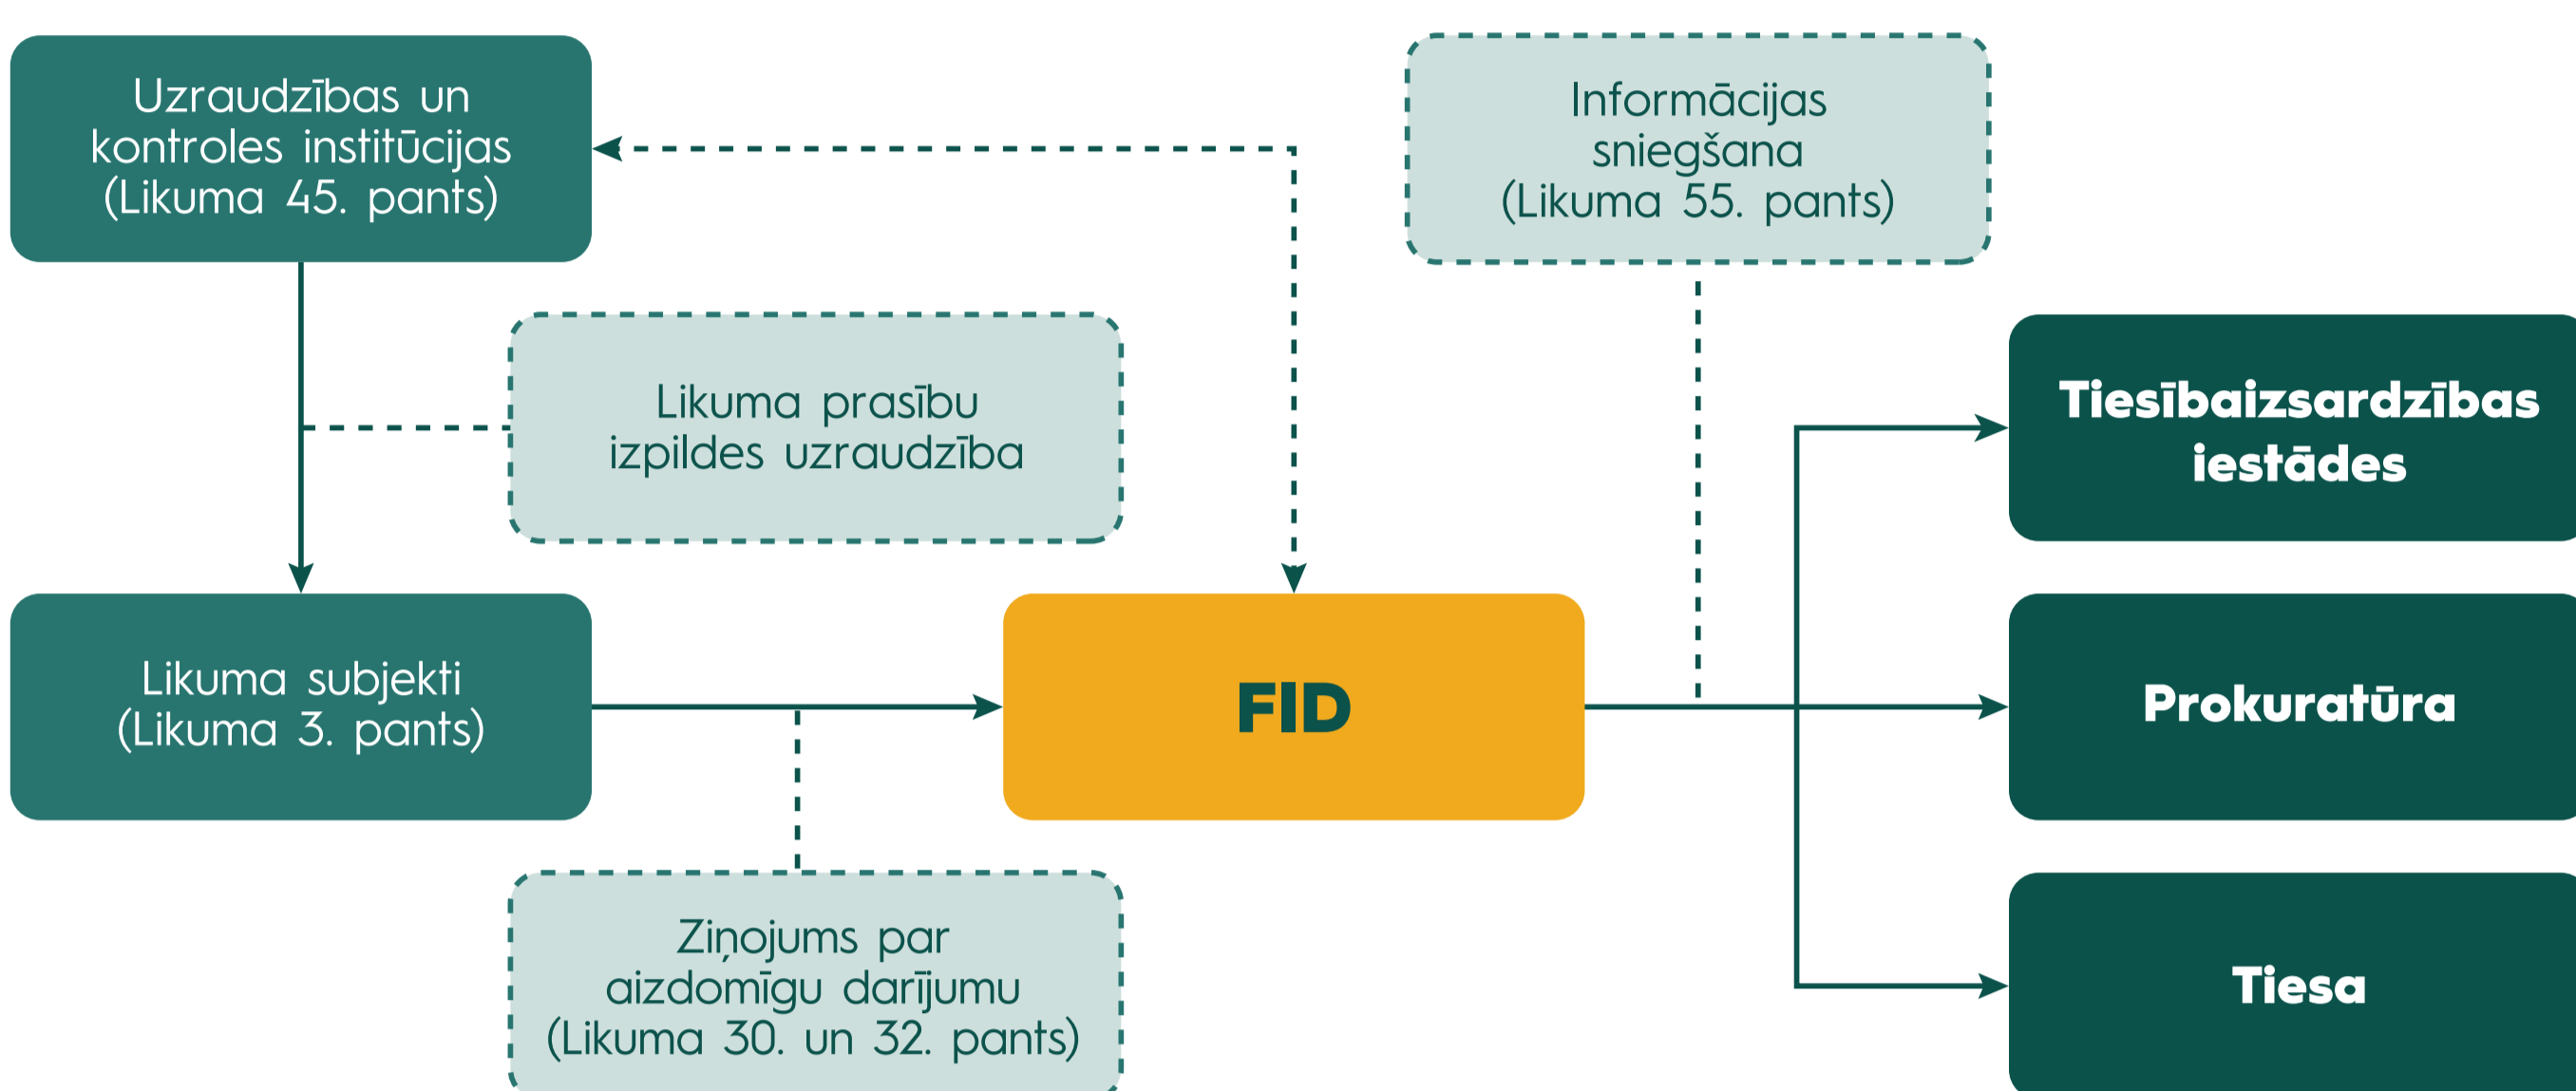 Uzraudzības un
kontroles institūcijas
(Likuma 45. pants)
Informācijas
sniegšana
(Likuma 55. pants)
Likuma prasību
izpildes uzraudzība
Tiesībaizsardzības
iestādes
Likuma subjekti
(Likuma 3. pants)
FID
Prokuratūra
Ziņojums par
aizdomīgu darījumu
(Likuma 30. un 32. pants)
Tiesa